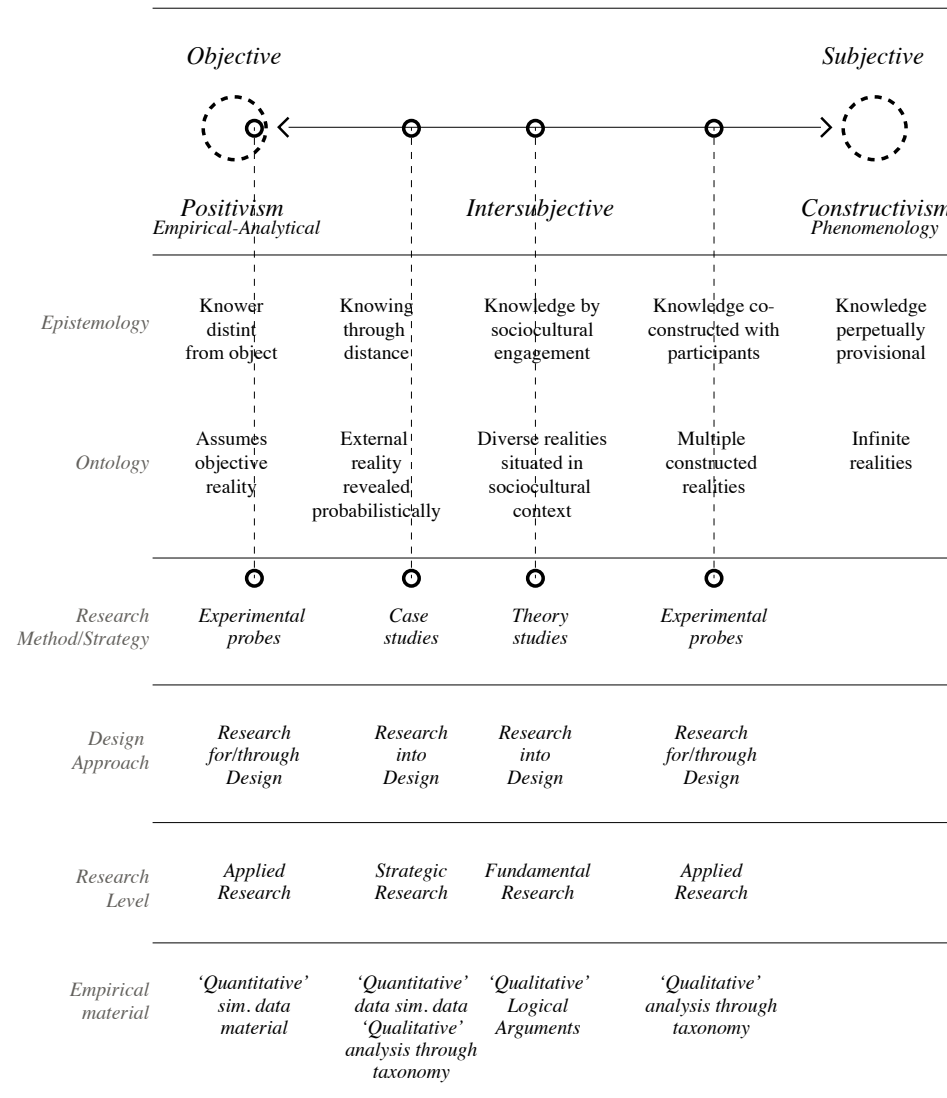 Objective
Subjective
Positivism
Empirical-Analytical
Intersubjective
Constructivism
Phenomenology
Epistemology
Knower
distint
from object
Knowing
through
distance
Knowledge by
sociocultural
engagement
Knowledge co-
constructed with
participants
Knowledge
perpetually
provisional
Ontology
Assumes
objective
reality
External
reality
revealed
probabilistically
Diverse realities
situated in
sociocultural
context
Multiple
constructed
realities
Infinite
realities
Research
Method/Strategy
Experimental
probes
Case
studies
Theory
studies
Experimental
probes
Design
Approach
Research
for/through
Design
Research
into
Design
Research
into
Design
Research
for/through
Design
Research
Level
Applied
Research
Strategic
Research
Fundamental
Research
Applied
Research
Empirical
material
‘Quantitative’
sim. data
material
‘Quantitative’
data sim. data
‘Qualitative’
analysis through
taxonomy
‘Qualitative’
Logical
Arguments
‘Qualitative’
analysis through
taxonomy